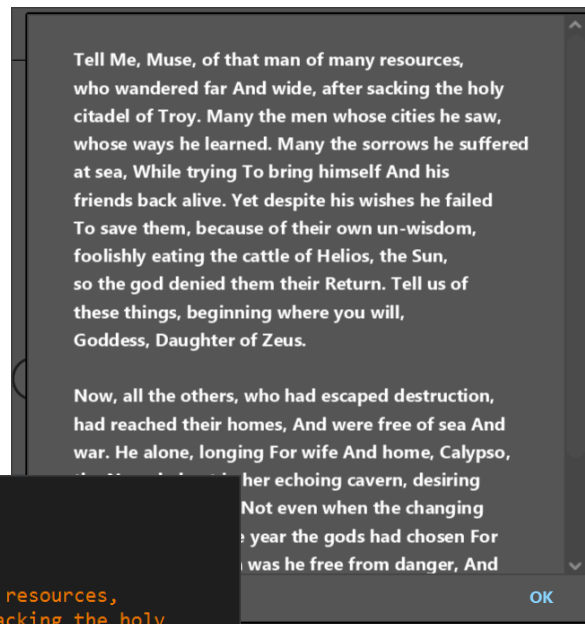 Tell Me, Muse, of that man of many resources,
who wandered far And wide, after sacking the holy
citadel of Troy. Many the men whose cities he saw,
whose ways he learned. Many the sorrows he suffered
at sea, While trying To bring himself And his
friends back alive. Yet despite his wishes he failed
To save them, because of their own un-wisdom,
foolishly eating the cattle of Helios, the Sun,
so the god denied them their Return. Tell us of
these things, beginning where you will,
Goddess, Daughter of Zeus.
Now, all the others, who had escaped destruction,
had reached their homes, And were free of sea And
war. He alone, longing For wife And home, Calypso,
her echoing cavern, desiring
Not even when the changing
year the gods had chosen For
was he free from danger, And
OK
resources,
acking the holy